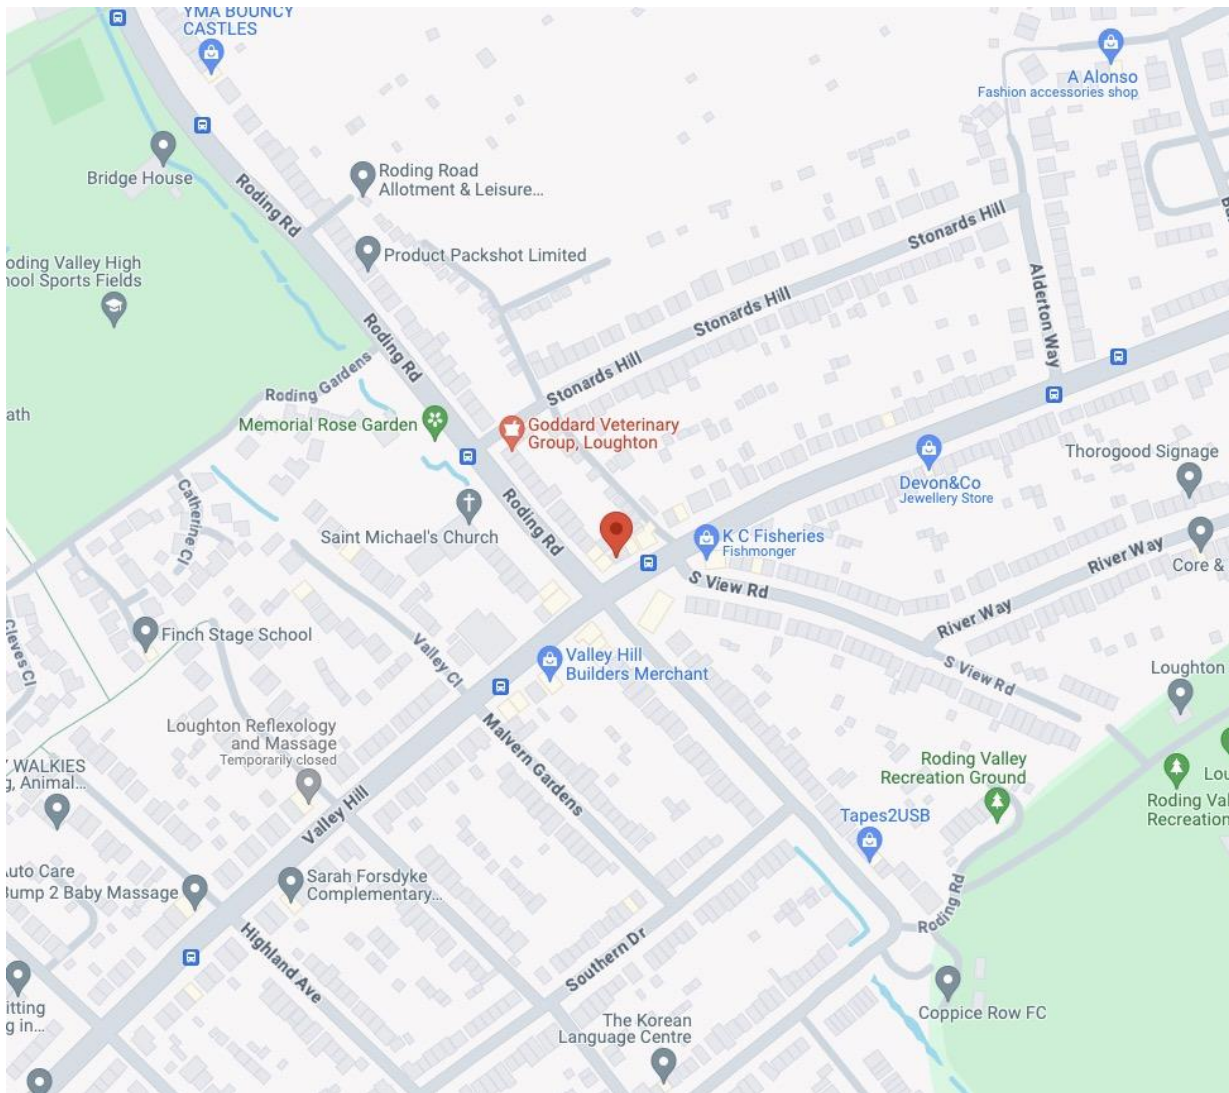 YMA BOUNCY
CASTLES
A Alonso
Fashion accessories shop
Bridge House
Roding Road
Allotment & Leisure...
Roding Rd
Stonards Hill
Product Packshot Limited
oding Valley High
hool Sports Fields
Alderton Way
Stonards Hill
Roding Rd
Stonards Hill
Roding Gardens
ath
Memorial Rose Garden
Goddard Veterinary
Group, Loughton
Thorogood Signage
Devon&Co
Jewellery Store
Catherine Cl
Roding Rd
Saint Michael's Church
K C Fisheries
Fishmonger
River Way
Core &
S View Rd
River Way
Finch Stage School
Gleves Cl
Valley Cl
Valley Hill
Builders Merchant
S View Rd
Loughton
Loughton Reflexology
and Massage
Temporarily closed
Malvern Gardens
Roding Valley
Recreation Ground
WALKIES
g, Animal...
Lou
Roding Val
Recreation
Valley Hill
Tapes2USB
Auto Care
Bump 2 Baby Massage
Sarah Forsdyke
Complementary...
Roding Rd
Highland Ave
Southern Dr
itting
g in...
Coppice Row FC
The Korean
Language Centre